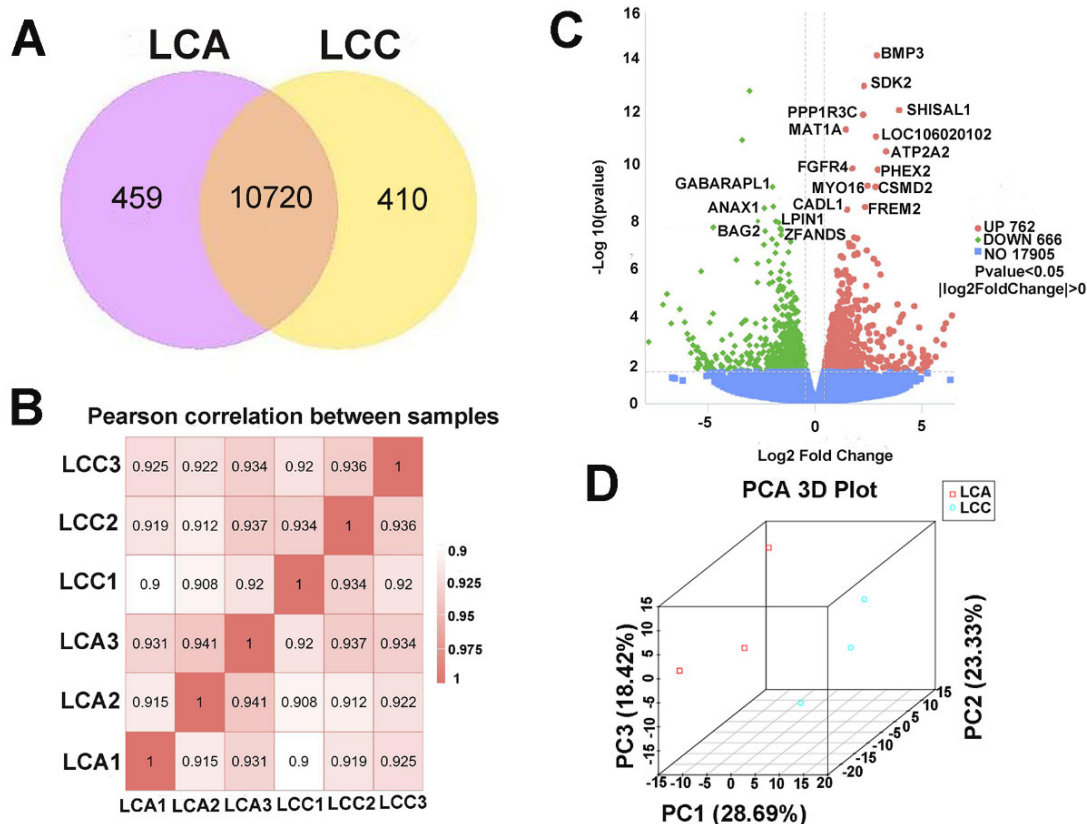 A
LCA
LCC
459
10720
410
B
Pearson correlation between samples
LCC3
0.925 0.922 0.934 0.92 0.936 1
LCC2
0.919 0.912 0.937 0.934 1 0.936
LCC1
0.9 0.908 0.92 1 0.934 0.92
LCA3
0.931 0.941 1 0.92 0.937 0.934
LCA2
0.915 1 0.941 0.908 0.912 0.922
LCA1
1 0.915 0.931 0.9 0.919 0.925
LCA1 LCA2 LCA3 LCC1 LCC2 LCC3
0.9
0.925
0.95
0.975
1
C
-Log 10(pvalue)
16
14
12
10
8
6
4
2
0
BMP3
SDK2
PPP1R3C
SHISAL1
MAT1A
LOC106020102
ATP2A2
FGFR4
PHEX2
GABARAPL1
MYO16
CSMD2
ANAX1
CADL1
FREM2
LPIN1
BAG2
ZFANDS
UP 762
DOWN 666
NO 17905
Pvalue<0.05
|log2FoldChange|>0
-5 0 5
Log2 Fold Change
D
PCA 3D Plot
LCA
LCC
PC3 (18.42%)
15
10
5
0
-5
-10
-15
-15 -10 -5 0 5 10 15 20
PC1 (28.69%)
-20 -15 -10 -5 0 5 10 15
PC2 (23.33%)